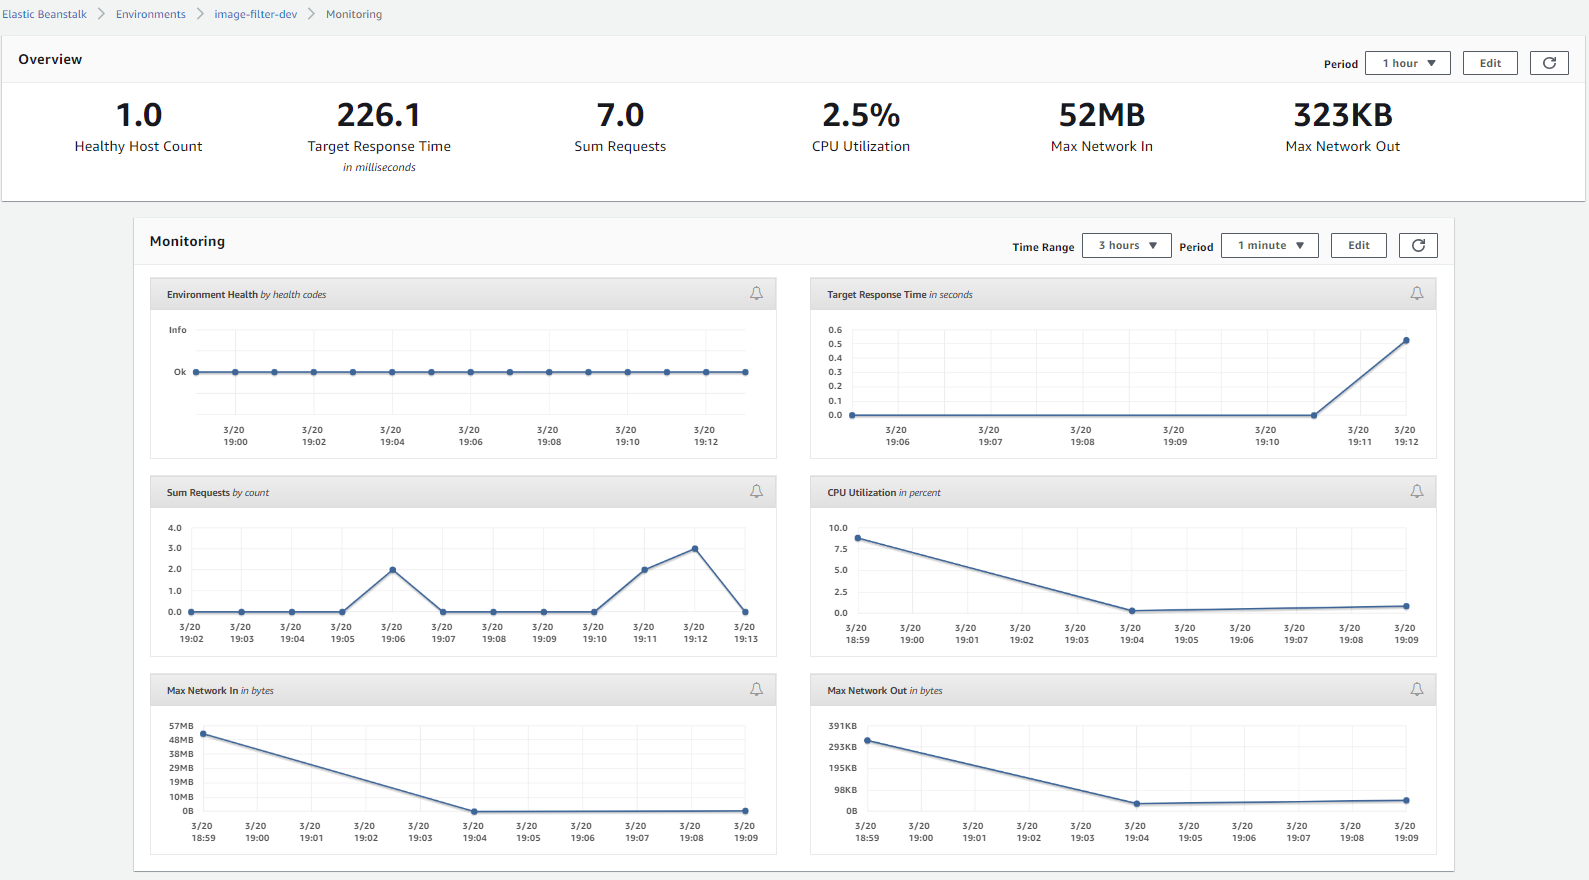 Elastic Beanstalk > Environments > image-filter-dev > Monitoring
Overview
Period 1 hour ▼ Edit
1.0 226.1 7.0 2.5% 52MB 323KB
Healthy Host Count Target Response Time Sum Requests CPU Utilization Max Network In Max Network Out
in milliseconds
Monitoring
Time Range 3 hours ▼ Period 1 minute ▼ Edit
Environment Health by health codes
Info
Ok
3/20 3/20 3/20 3/20 3/20 3/20 3/20
19:00 19:02 19:04 19:06 19:08 19:10 19:12
Target Response Time in seconds
0.6
0.5
0.4
0.3
0.2
0.1
0.0
3/20 3/20 3/20 3/20 3/20 3/20 3/20
19:06 19:07 19:08 19:09 19:10 19:11 19:12
Sum Requests by count
4.0
3.0
2.0
1.0
0.0
3/20 3/20 3/20 3/20 3/20 3/20 3/20 3/20 3/20 3/20 3/20 3/20
19:02 19:03 19:04 19:05 19:06 19:07 19:08 19:09 19:10 19:11 19:12 19:13
CPU Utilization in percent
10.0
7.5
5.0
2.5
0.0
3/20 3/20 3/20 3/20 3/20 3/20 3/20 3/20 3/20 3/20 3/20
18:59 19:00 19:01 19:02 19:03 19:04 19:05 19:06 19:07 19:08 19:09
Max Network In in bytes
57MB
48MB
38MB
29MB
19MB
10MB
0B
3/20 3/20 3/20 3/20 3/20 3/20 3/20 3/20 3/20 3/20 3/20
18:59 19:00 19:01 19:02 19:03 19:04 19:05 19:06 19:07 19:08 19:09
Max Network Out in bytes
391KB
293KB
195KB
98KB
0B
3/20 3/20 3/20 3/20 3/20 3/20 3/20 3/20 3/20 3/20 3/20
18:59 19:00 19:01 19:02 19:03 19:04 19:05 19:06 19:07 19:08 19:09